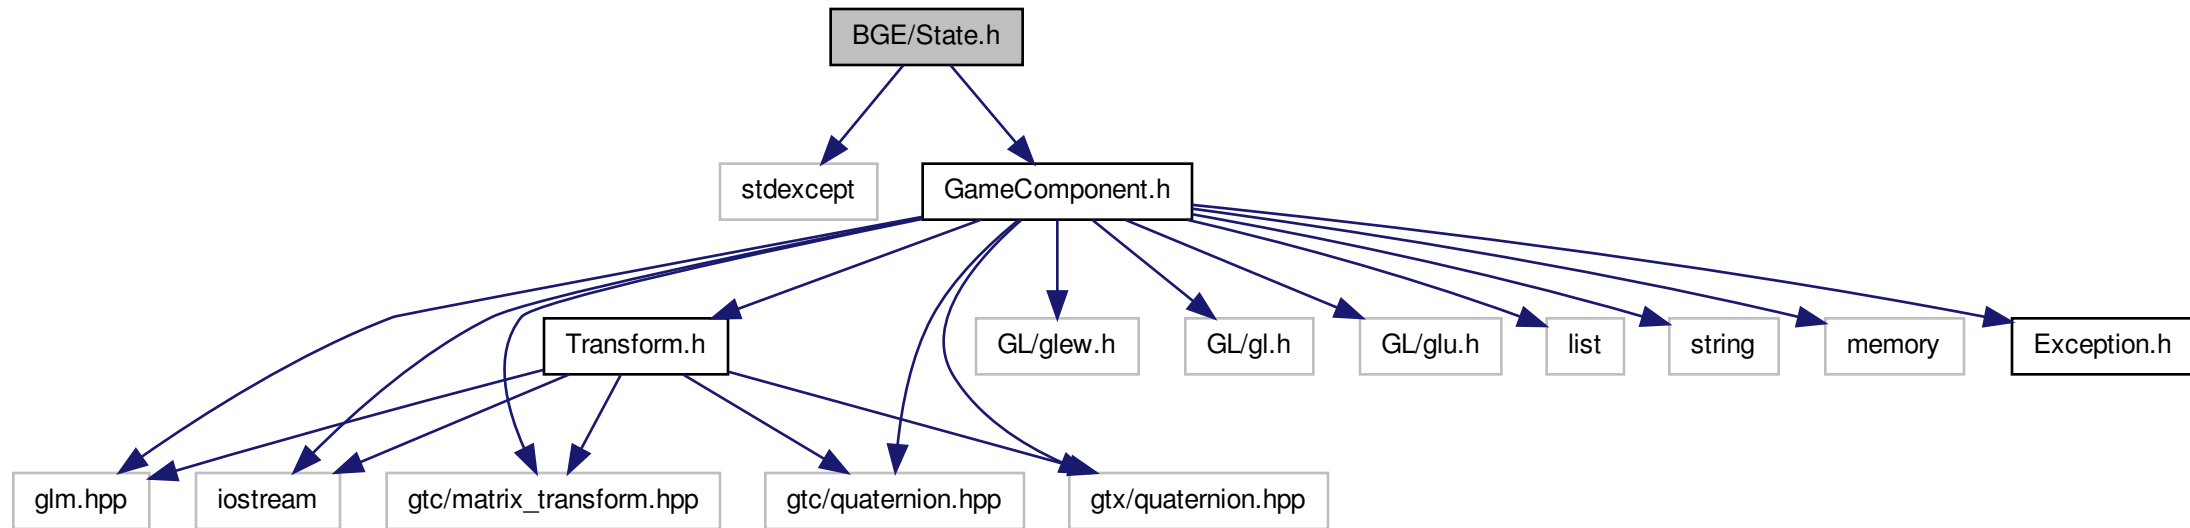 BGE/State.h
stdexcept
GameComponent.h
Transform.h
GL/glew.h
GL/gl.h
GL/glu.h
list
string
memory
Exception.h
glm.hpp
iostream
gtc/matrix_transform.hpp
gtc/quaternion.hpp
gtx/quaternion.hpp